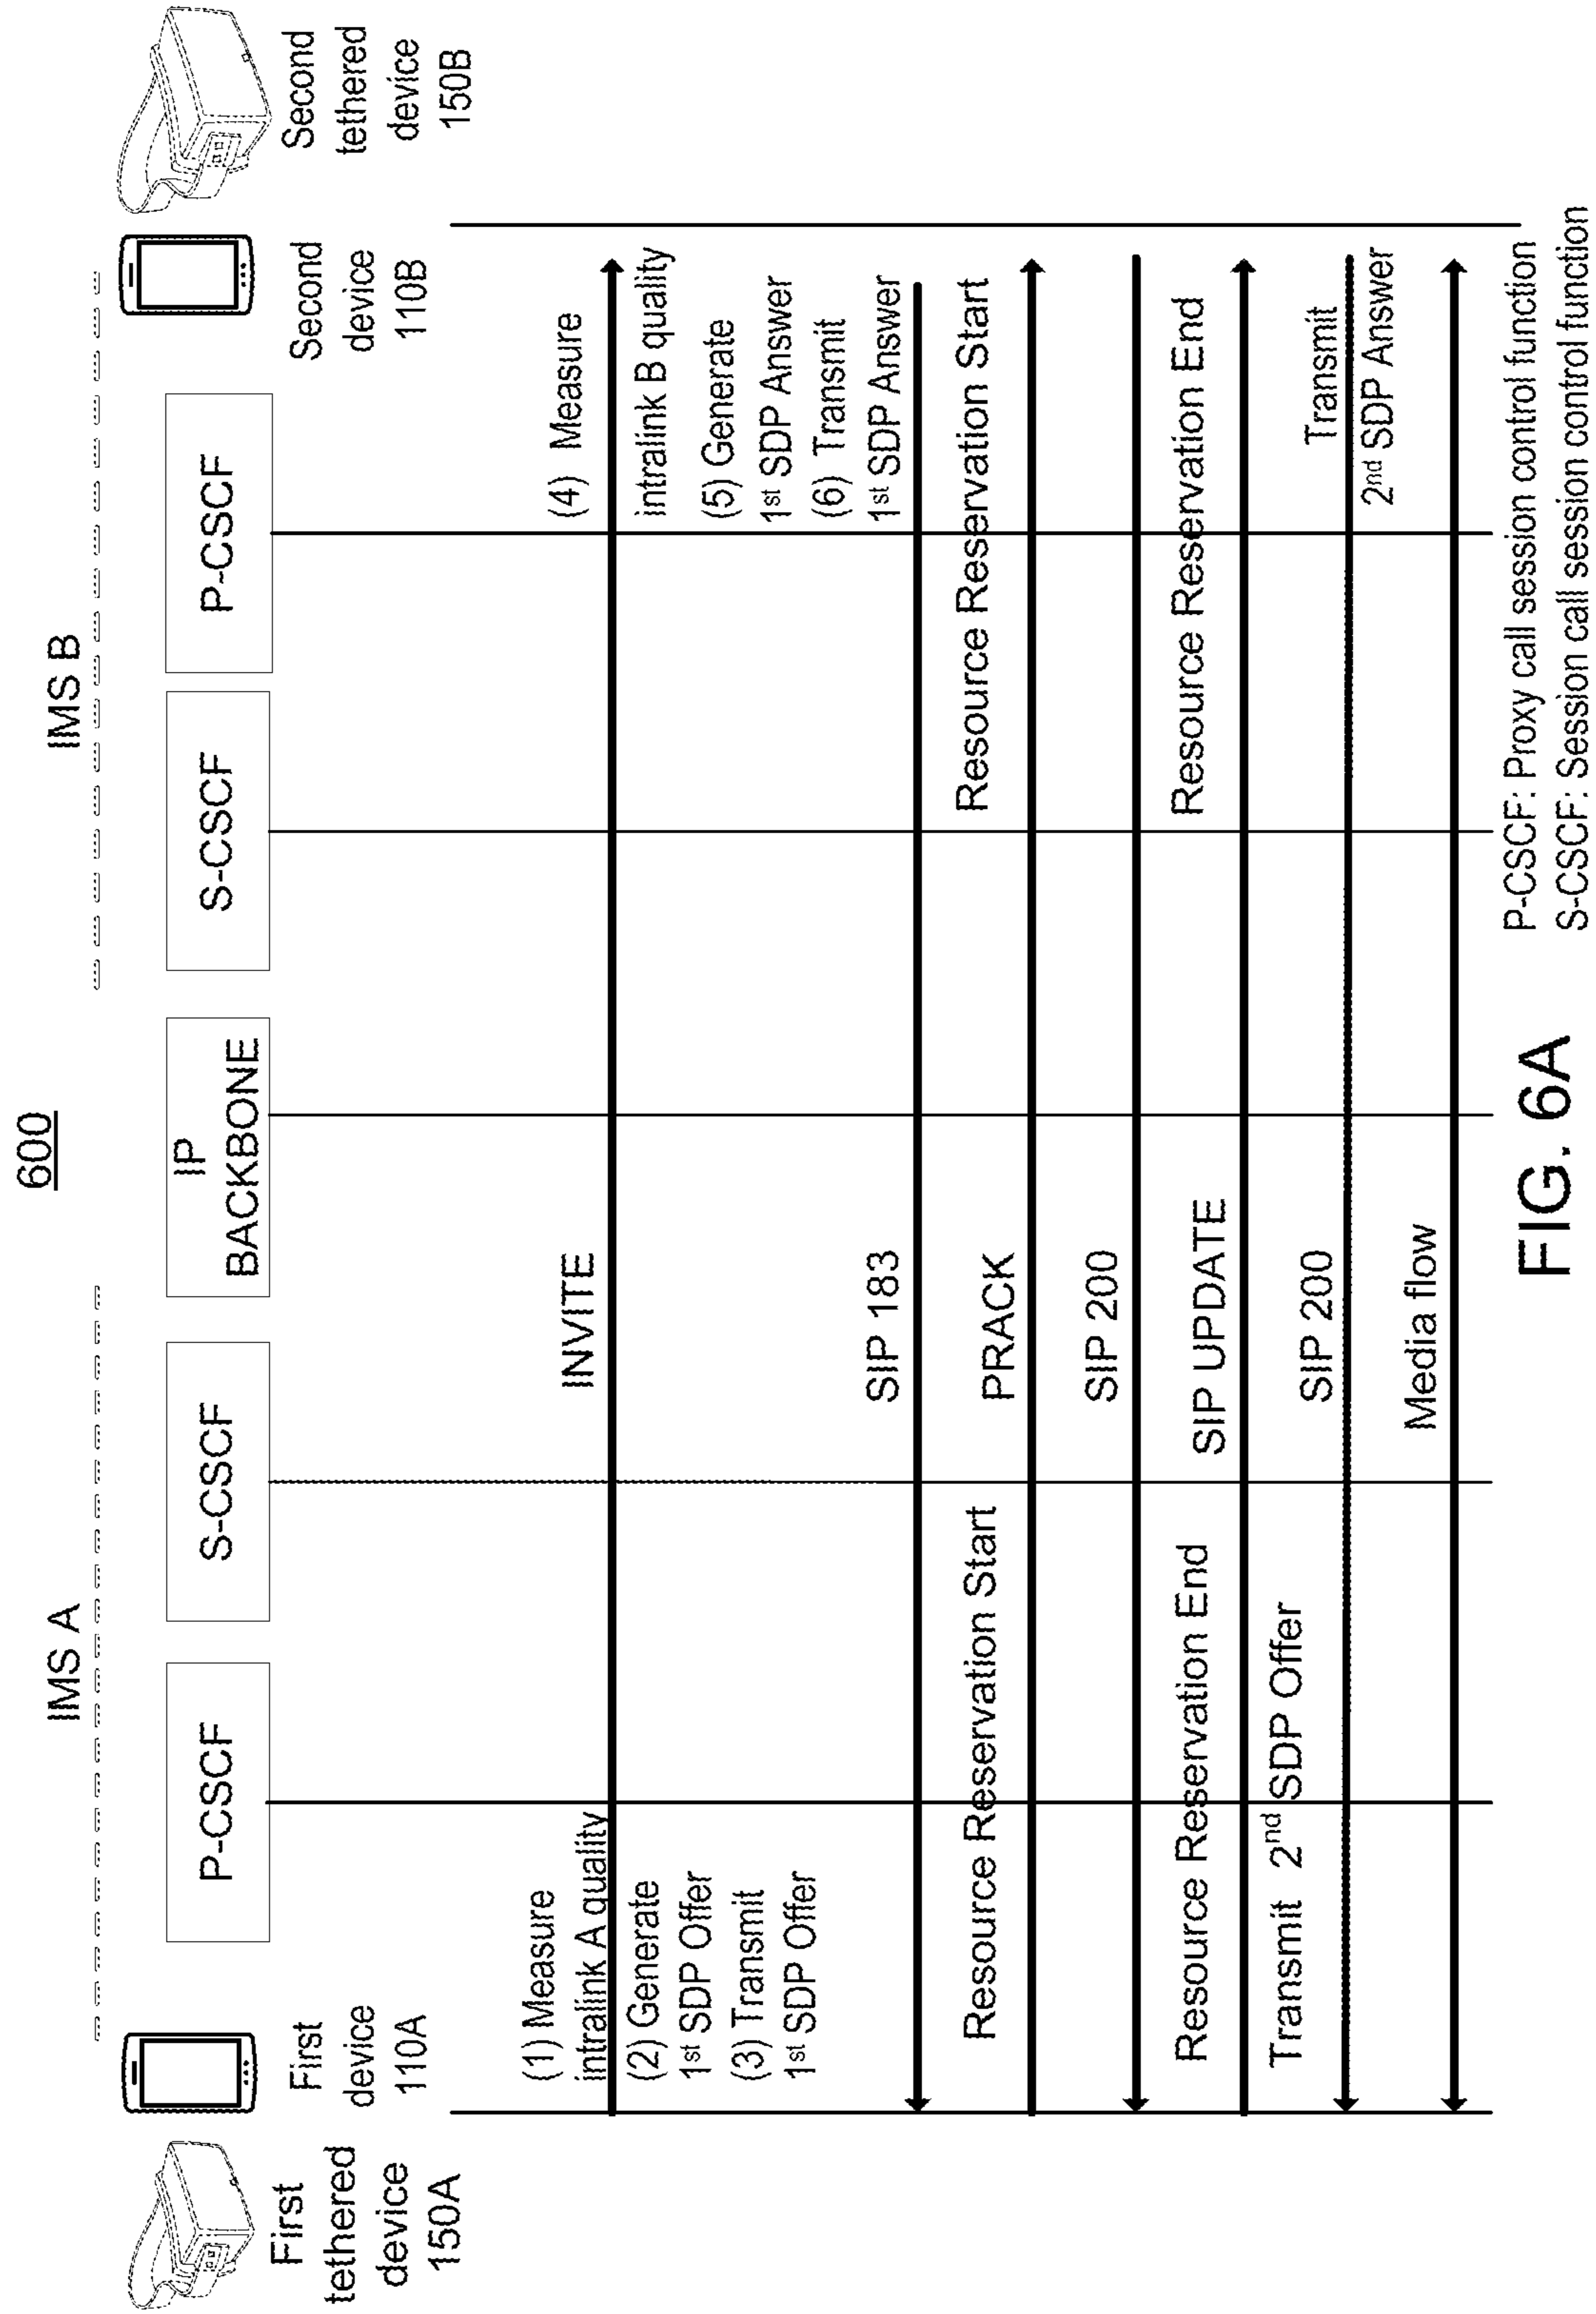 600
IMS A
IMS B
First
tethered
device
150A
First
device
110A
P-CSCF
S-CSCF
IP
BACKBONE
S-CSCF
P-CSCF
Second
device
110B
Second
tethered
device
150B
(1) Measure
intralink A quality
(2) Generate
1st SDP Offer
(3) Transmit
1st SDP Offer
INVITE
(4) Measure
intralink B quality
(5) Generate
1st SDP Answer
(6) Transmit
1st SDP Answer
SIP 183
Resource Reservation Start
PRACK
Resource Reservation Start
SIP 200
Resource Reservation End
SIP UPDATE
Resource Reservation End
Transmit 2nd SDP Offer
SIP 200
Transmit
2nd SDP Answer
Media flow
FIG. 6A
P-CSCF: Proxy call session control function
S-CSCF: Session call session control function